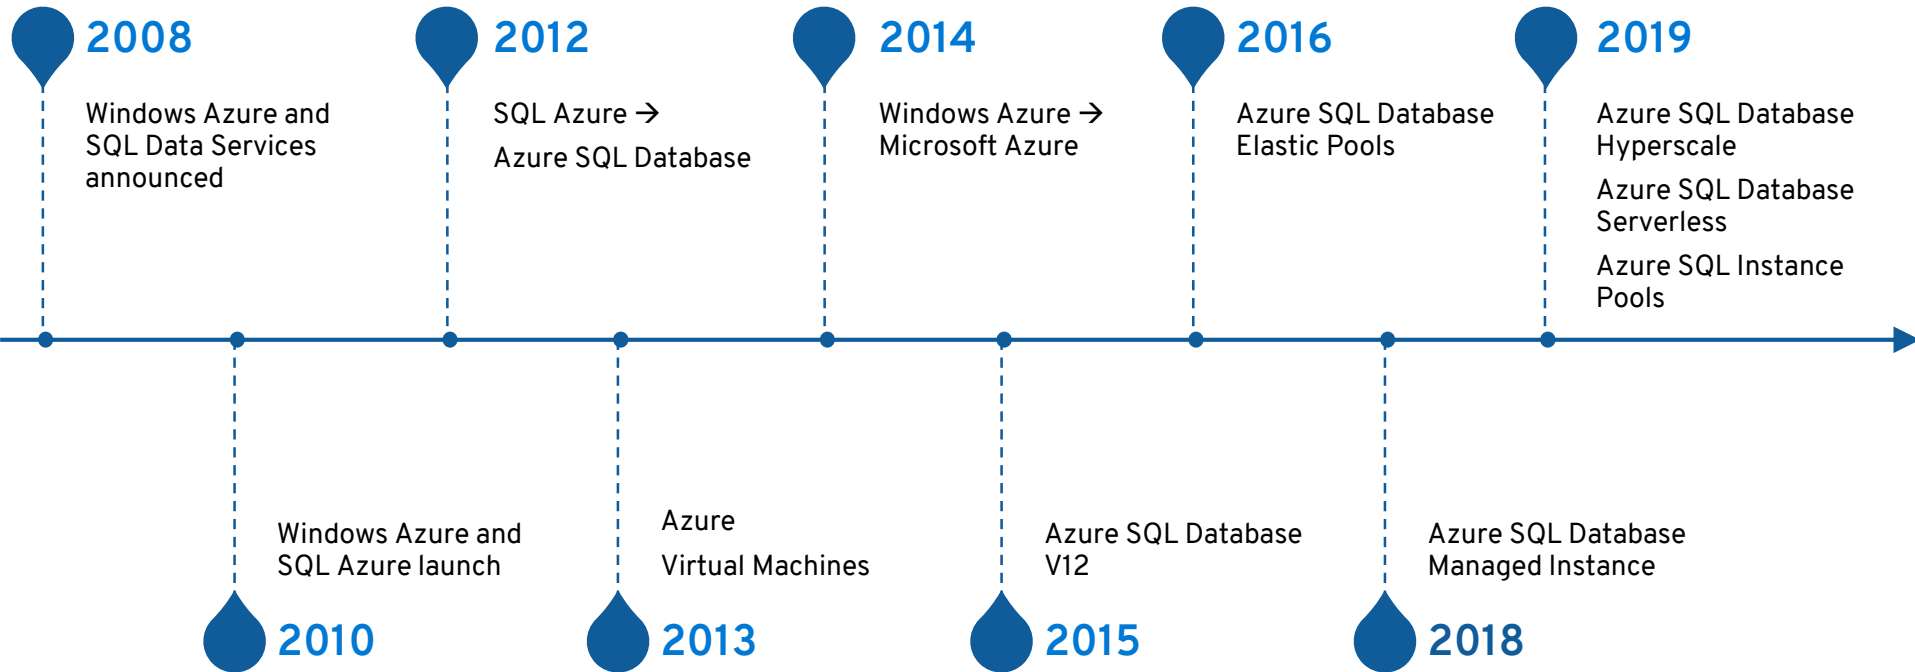 2008
Windows Azure and
SQL Data Services
announced
2012
SQL Azure →
Azure SQL Database
2014
Windows Azure →
Microsoft Azure
2016
Azure SQL Database
Elastic Pools
2019
Azure SQL Database
Hyperscale
Azure SQL Database
Serverless
Azure SQL Instance
Pools
Windows Azure and
SQL Azure launch
2010
Azure
Virtual Machines
2013
Azure SQL Database
V12
2015
Azure SQL Database
Managed Instance
2018